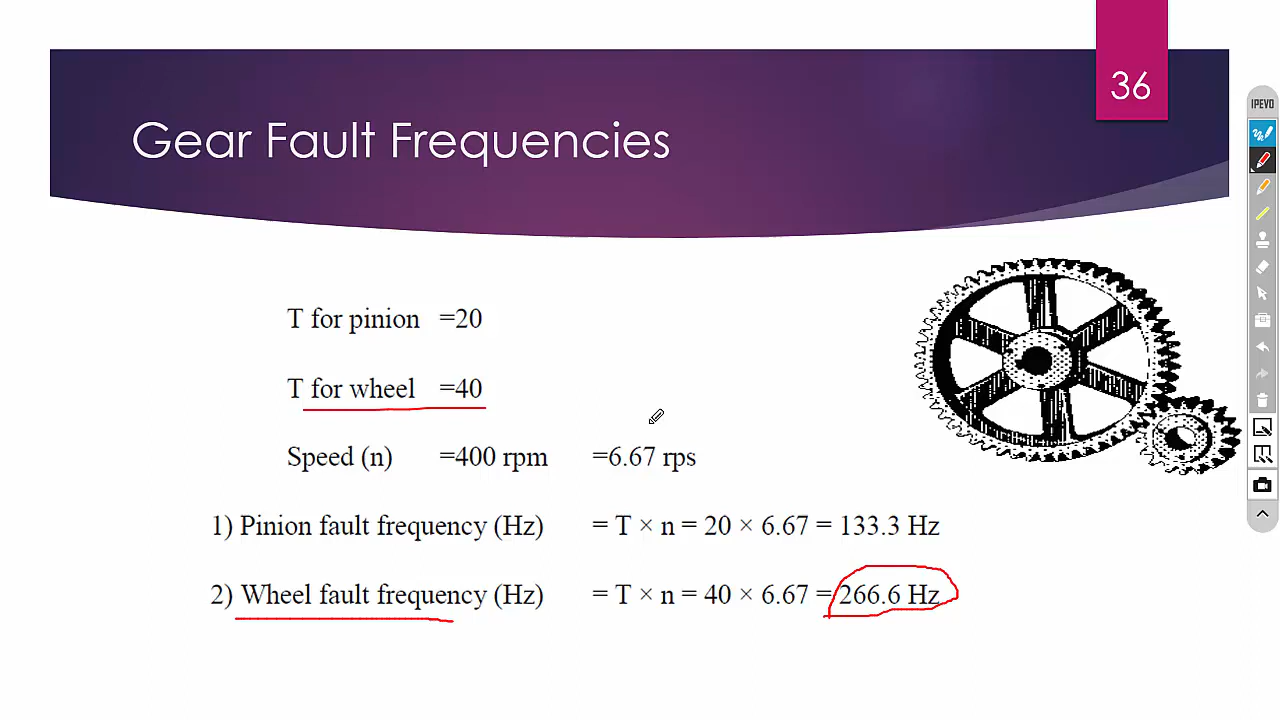 36
IPEVO
Gear Fault Frequencies
T for pinion =20
T for wheel =40
Speed (n) =400 rpm =6.67 rps
1) Pinion fault frequency (Hz) = T × n = 20 × 6.67 = 133.3 Hz
2) Wheel fault frequency (Hz) = T × n = 40 × 6.67 = 266.6 Hz